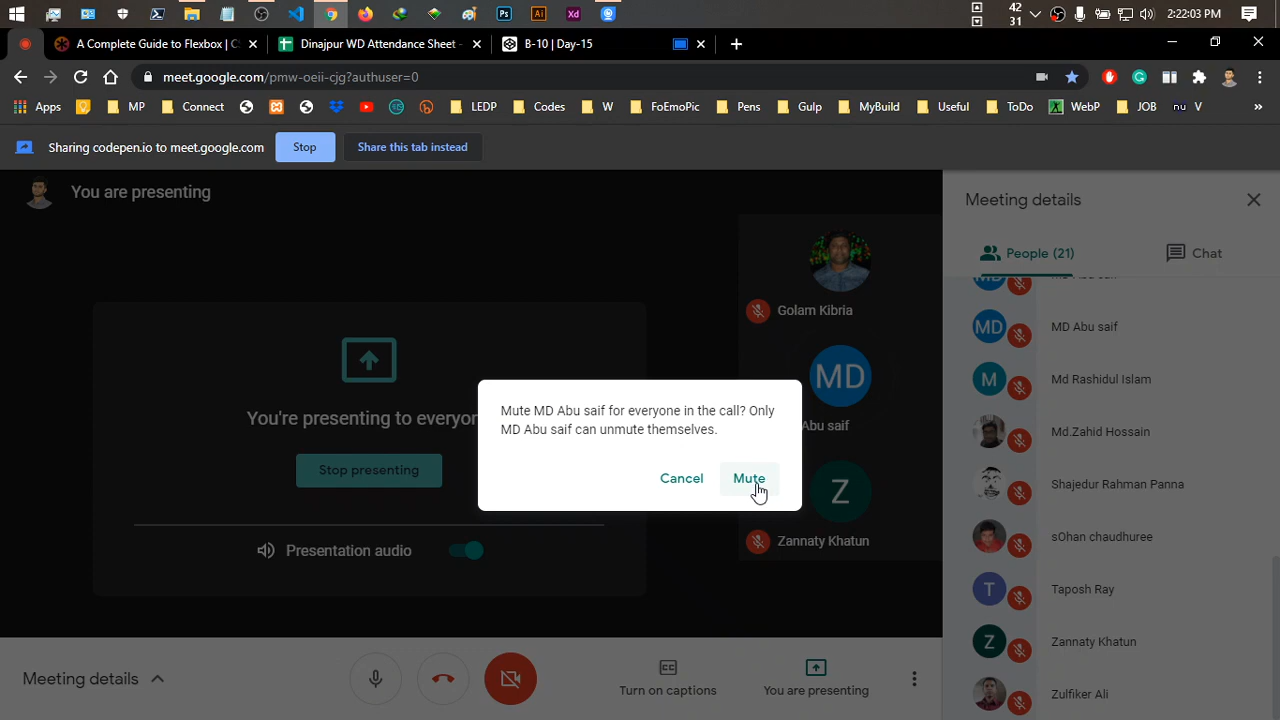 42
31
2:22:03 PM
A Complete Guide to Flexbox | C
Dinajpur WD Attendance Sheet -
B-10 | Day-15
meet.google.com/pmw-oeii-cjg?authuser=0
Apps
MP
Connect
LEDP
Codes
W
FoEmoPic
Pens
Gulp
MyBuild
Useful
ToDo
WebP
JOB
nu V
Sharing codepen.io to meet.google.com
Stop
Share this tab instead
You are presenting
Meeting details
People (21)
Chat
Golam Kibria
MD
Abu saif
Z
Zannaty Khatun
You're presenting to everyon
Stop presenting
Presentation audio
Mute MD Abu saif for everyone in the call? Only
MD Abu saif can unmute themselves.
Cancel
Mute
MD
MD Abu saif
M
Md Rashidul Islam
Md.Zahid Hossain
Shajedur Rahman Panna
sOhan chaudhuree
T
Taposh Ray
Z
Zannaty Khatun
Zulfiker Ali
Meeting details
Turn on captions
You are presenting